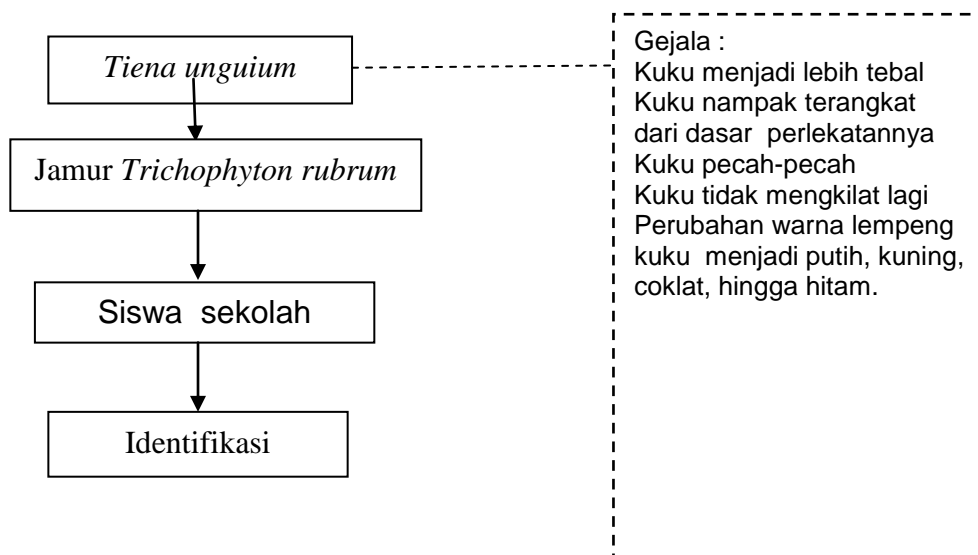 Tiena unguium
Jamur Trichophyton rubrum
Siswa sekolah
Identifikasi
Gejala :
Kuku menjadi lebih tebal
Kuku nampak terangkat
dari dasar perlekatannya
Kuku pecah-pecah
Kuku tidak mengkilat lagi
Perubahan warna lempeng
kuku menjadi putih, kuning,
coklat, hingga hitam.